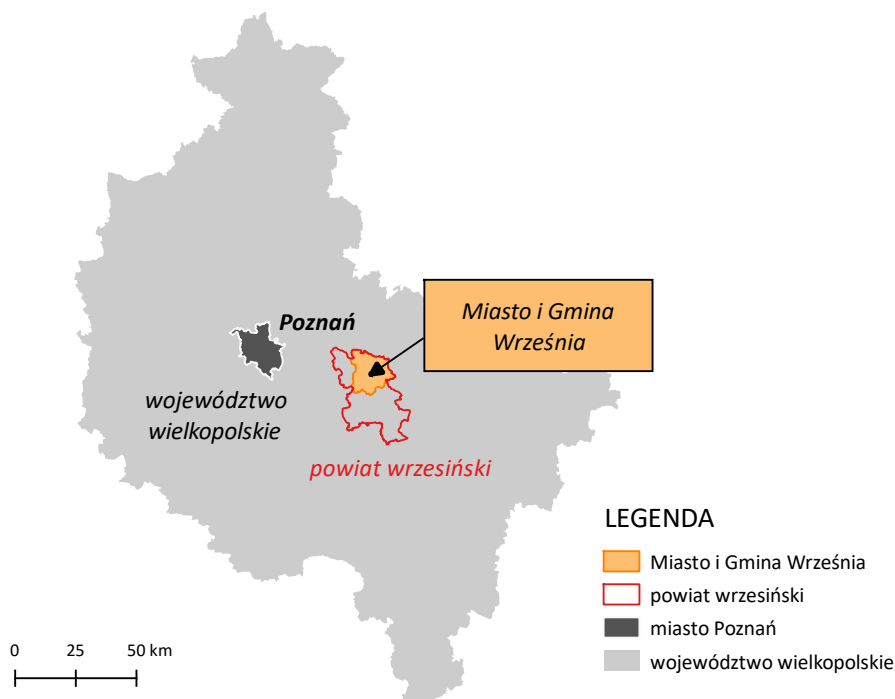 Miasto i Gmina
Września
Poznań
województwo
wielkopolskie
powiat wrzesiński
LEGENDA
Miasto i Gmina Września
powiat wrzesiński
miasto Poznań
województwo wielkopolskie
0 25 50 km